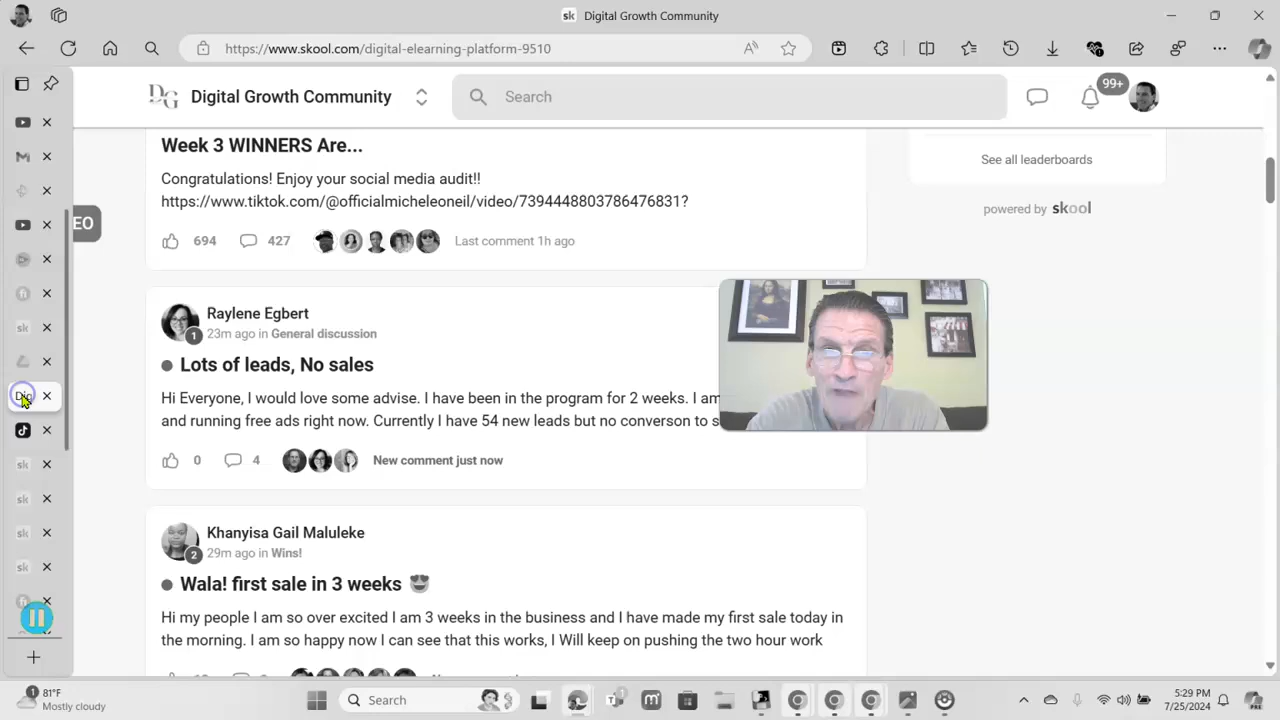 Digital Growth Community
https://www.skool.com/digital-elearning-platform-9510
DG Digital Growth Community
Search
99+
Week 3 WINNERS Are...
See all leaderboards
Congratulations! Enjoy your social media audit!!
https://www.tiktok.com/@officialmicheleoneil/video/7394448803786476831?
powered by skool
EO
694
427
Last comment 1h ago
Raylene Egbert
1
23m ago in General discussion
Lots of leads, No sales
Hi Everyone, I would love some advise. I have been in the program for 2 weeks. I am
and running free ads right now. Currently I have 54 new leads but no converson to s
0
4
New comment just now
Khanyisa Gail Maluleke
2
29m ago in Wins!
Wala! first sale in 3 weeks
Hi my people I am so over excited I am 3 weeks in the business and I have made my first sale today in
the morning. I am so happy now I can see that this works, I Will keep on pushing the two hour work
1
81°F
Mostly cloudy
Search
5:29 PM
7/25/2024